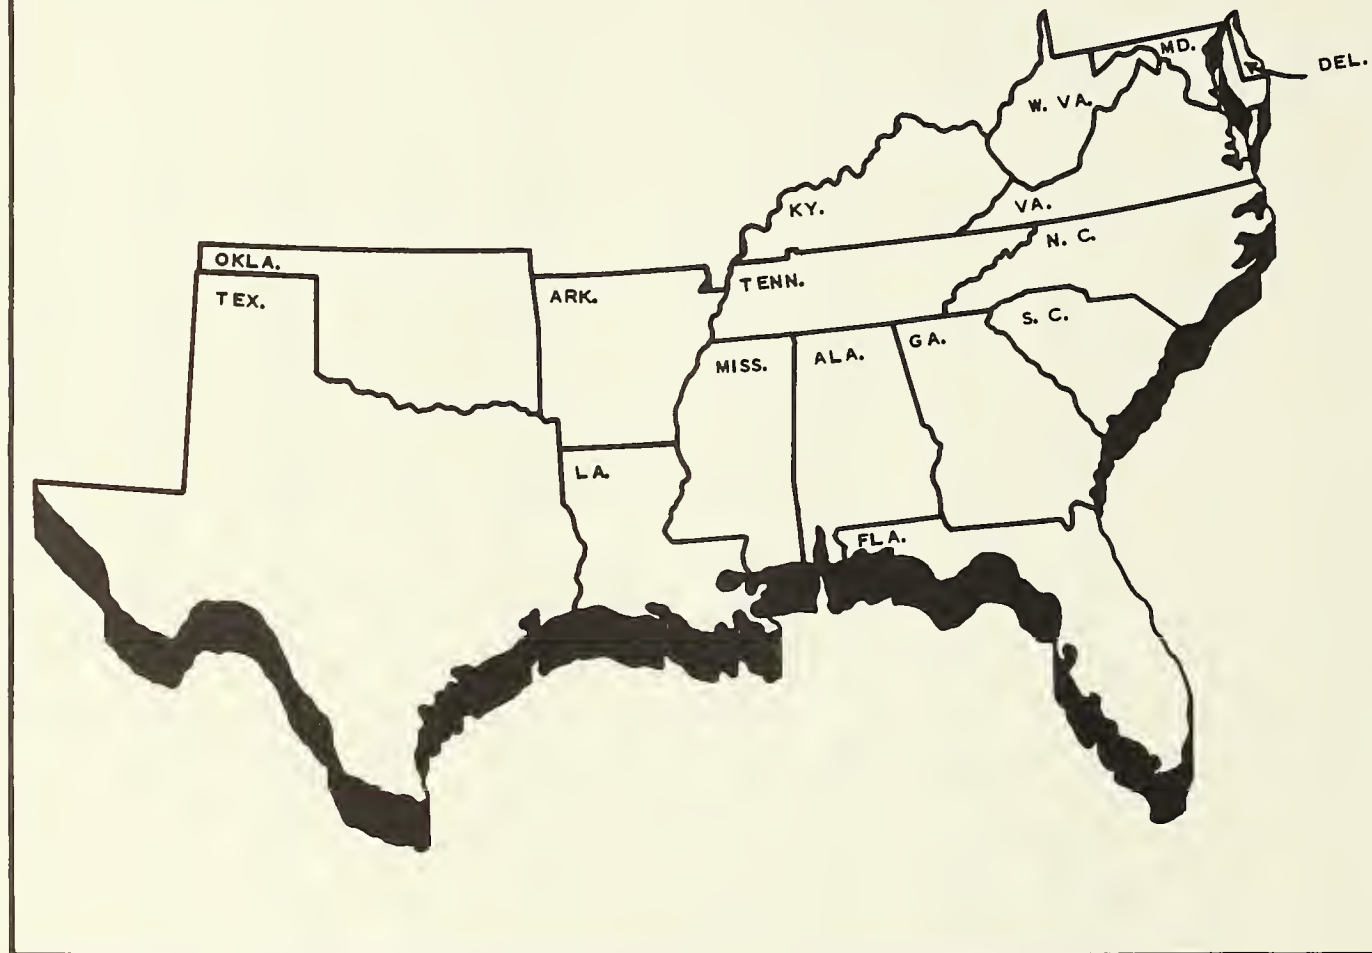 MD.
DEL.
W. VA.
KY.
VA.
N. C.
OKLA.
TEX.
ARK.
TENN.
S. C.
GA.
MISS.
ALA.
LA.
FLA.